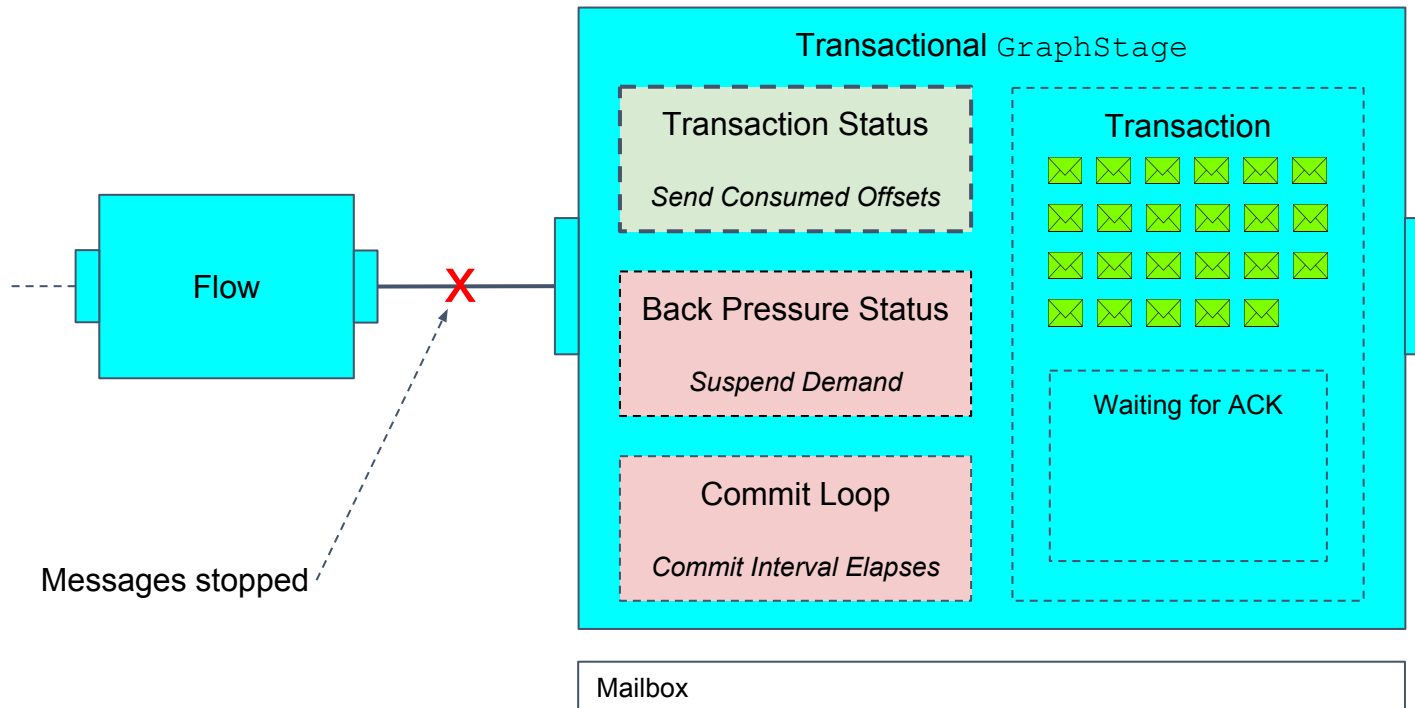 Transactional GraphStage
Transaction Status
Send Consumed Offsets
Transaction
Flow
X
Back Pressure Status
Suspend Demand
Waiting for ACK
Commit Loop
Commit Interval Elapses
Messages stopped
Mailbox